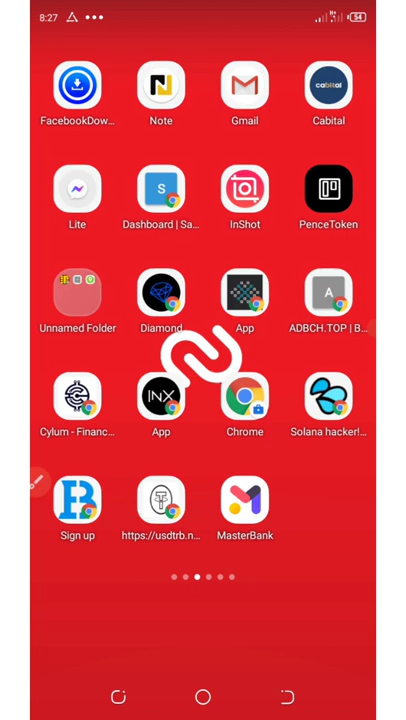 8:27
54
FacebookDow...
Note
Gmail
Cabital
cabital
Lite
Dashboard | Sa...
S
InShot
PenceToken
Unnamed Folder
Diamond
App
ADBCH.TOP | B...
A
Cylum - Financ...
App
INX
Chrome
Solana hacker!...
Sign up
https://usdtrb.n...
MasterBank